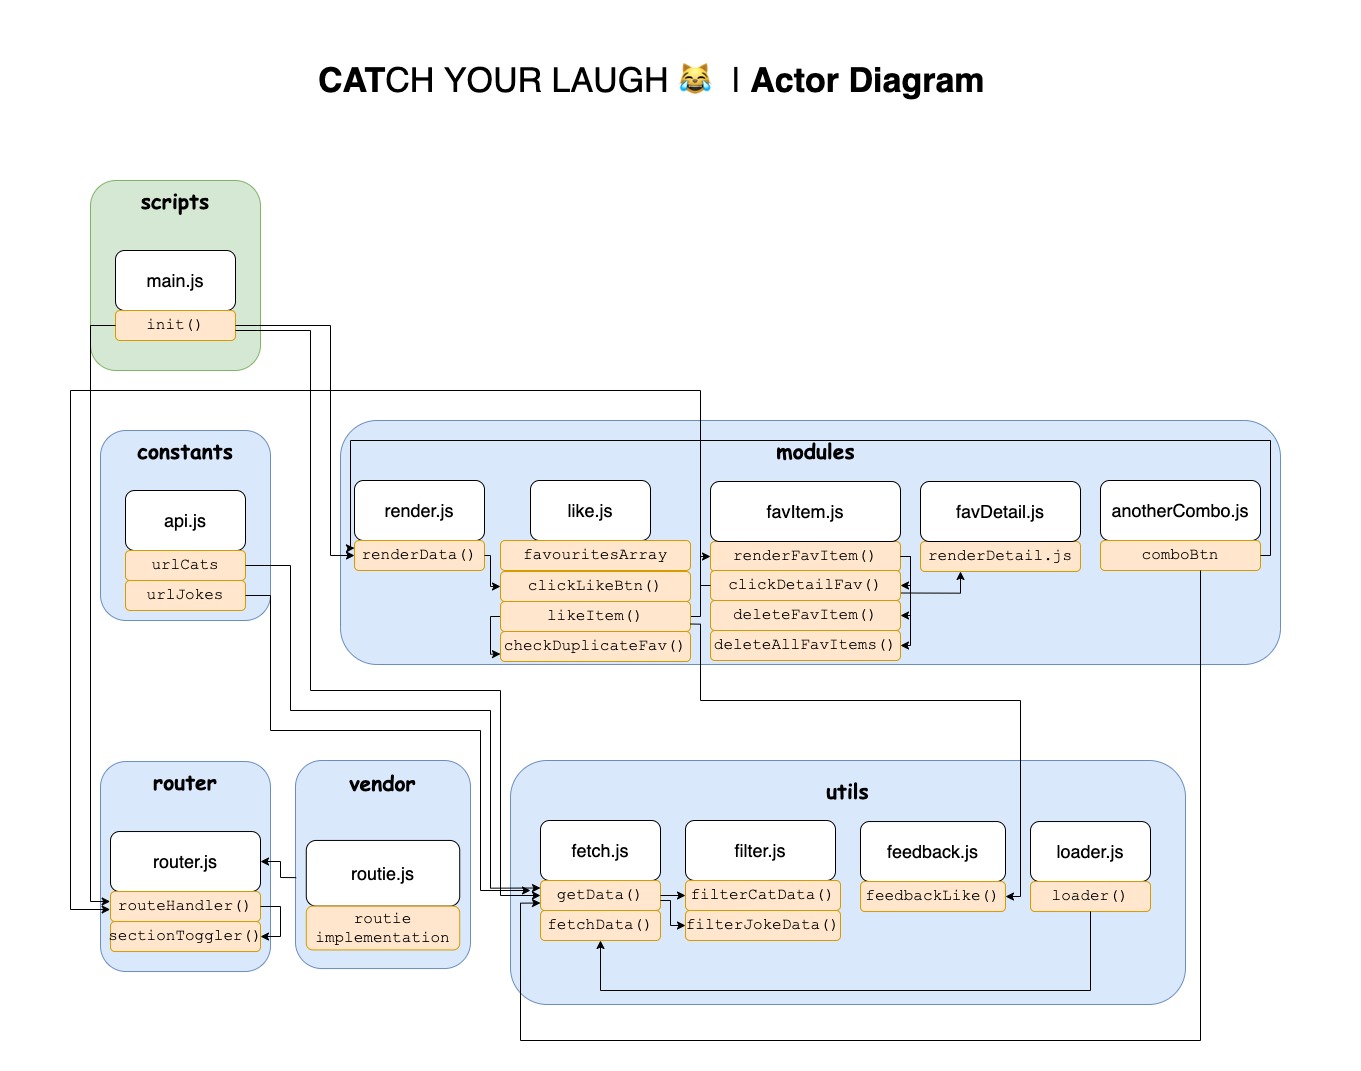 CATCH YOUR LAUGH 😹 | Actor Diagram
scripts
main.js
init()
constants
api.js
urlCats
urlJokes
modules
render.js
renderData()
like.js
favouritesArray
clickLikeBtn()
likeItem()
checkDuplicateFav()
favItem.js
renderFavItem()
clickDetailFav()
deleteFavItem()
deleteAllFavItems()
favDetail.js
renderDetail.js
anotherCombo.js
comboBtn
router
router.js
routeHandler()
sectionToggler()
vendor
routie.js
routie
implementation
utils
fetch.js
getData()
fetchData()
filter.js
filterCatData()
filterJokeData()
feedback.js
feedbackLike()
loader.js
loader()